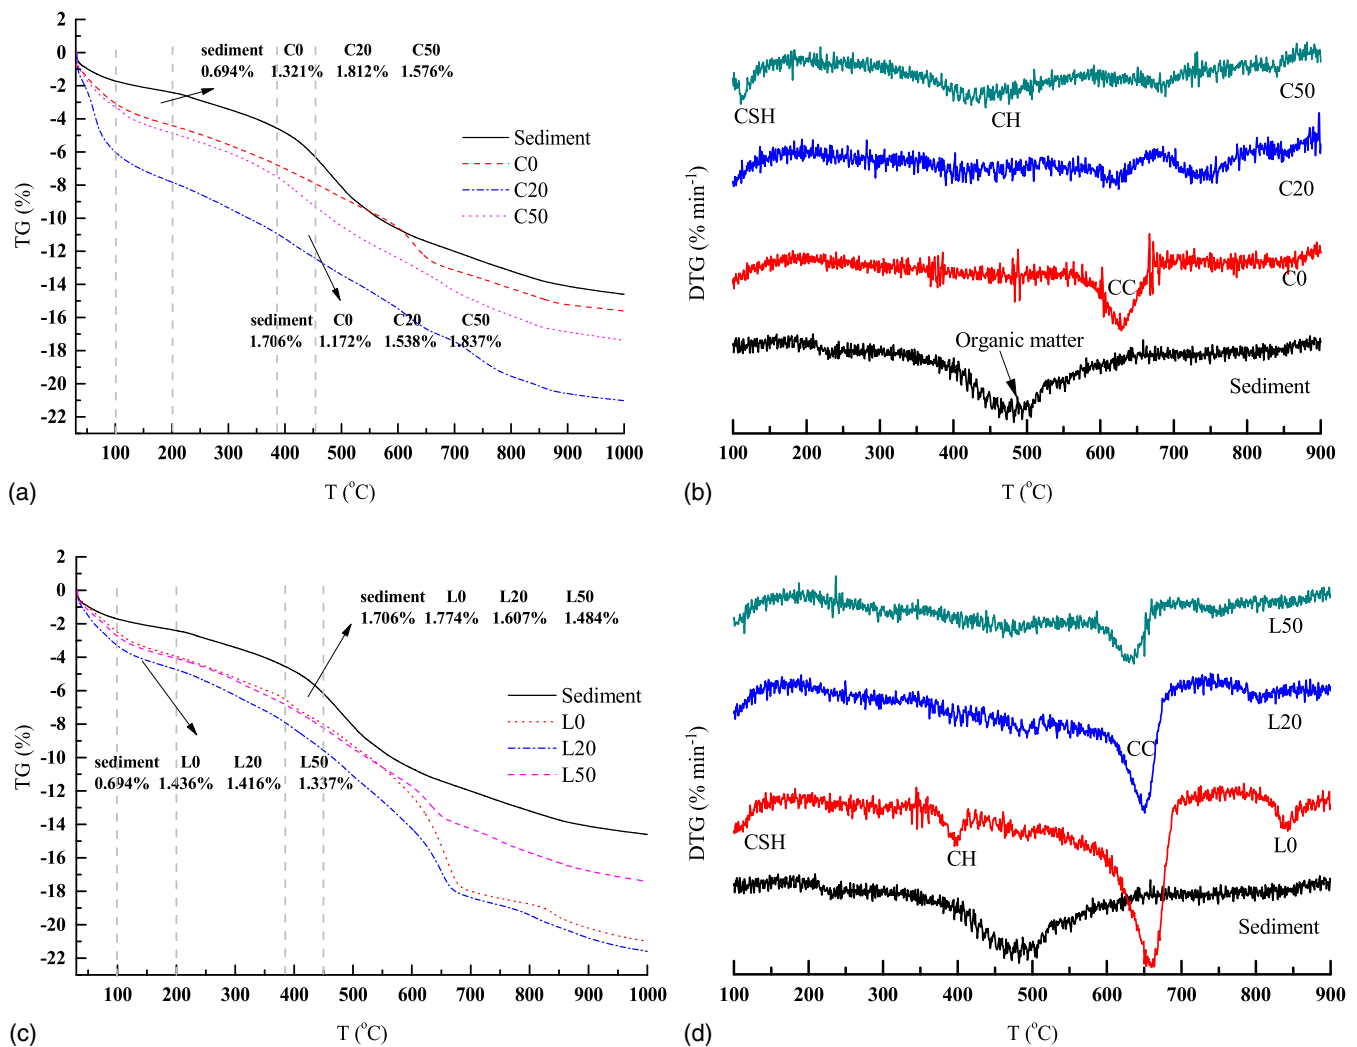 2
0
-2
-4
-6
-8
-10
-12
-14
-16
-18
-20
-22
TG (%)
sediment C0 C20 C50
0.694% 1.321% 1.812% 1.576%
Sediment
C0
C20
C50
sediment C0 C20 C50
1.706% 1.172% 1.538% 1.837%
100 200 300 400 500 600 700 800 900 1000
T (°C)
(a)
DTG (% min-1)
C50
CSH
CH
C20
C0
CC
Organic matter
Sediment
100 200 300 400 500 600 700 800 900
T (°C)
(b)
2
0
-2
-4
-6
-8
-10
-12
-14
-16
-18
-20
-22
TG (%)
sediment L0 L20 L50
1.706% 1.774% 1.607% 1.484%
Sediment
L0
L20
L50
sediment L0 L20 L50
0.694% 1.436% 1.416% 1.337%
100 200 300 400 500 600 700 800 900 1000
T (°C)
(c)
DTG (% min-1)
L50
L20
CC
CSH
CH
L0
Sediment
100 200 300 400 500 600 700 800 900
T (°C)
(d)